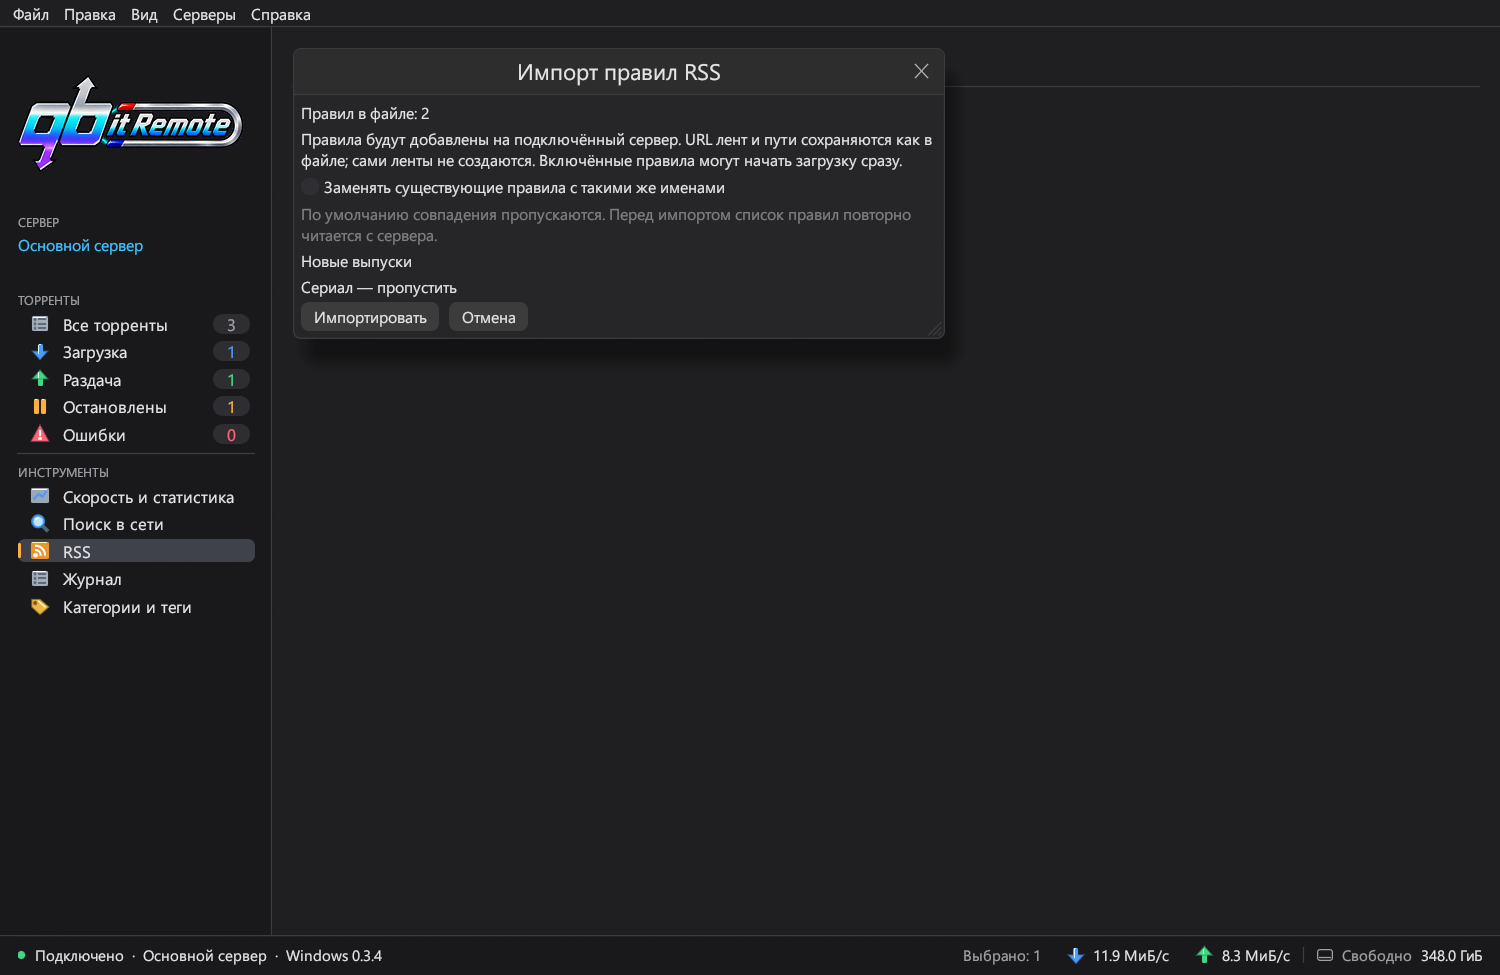 Файл Правка Вид Серверы Справка
qbit Remote
СЕРВЕР
Основной сервер
ТОРРЕНТЫ
Все торренты 3
Загрузка 1
Раздача 1
Остановлены 1
Ошибки 0
ИНСТРУМЕНТЫ
Скорость и статистика
Поиск в сети
RSS
Журнал
Категории и теги
Импорт правил RSS
Правил в файле: 2
Правила будут добавлены на подключённый сервер. URL лент и пути сохраняются как в
файле; сами ленты не создаются. Включённые правила могут начать загрузку сразу.
Заменять существующие правила с такими же именами
По умолчанию совпадения пропускаются. Перед импортом список правил повторно
читается с сервера.
Новые выпуски
Сериал — пропустить
Импортировать Отмена
Подключено · Основной сервер · Windows 0.3.4
Выбрано: 1 11.9 МиБ/с 8.3 МиБ/с Свободно 348.0 ГиБ